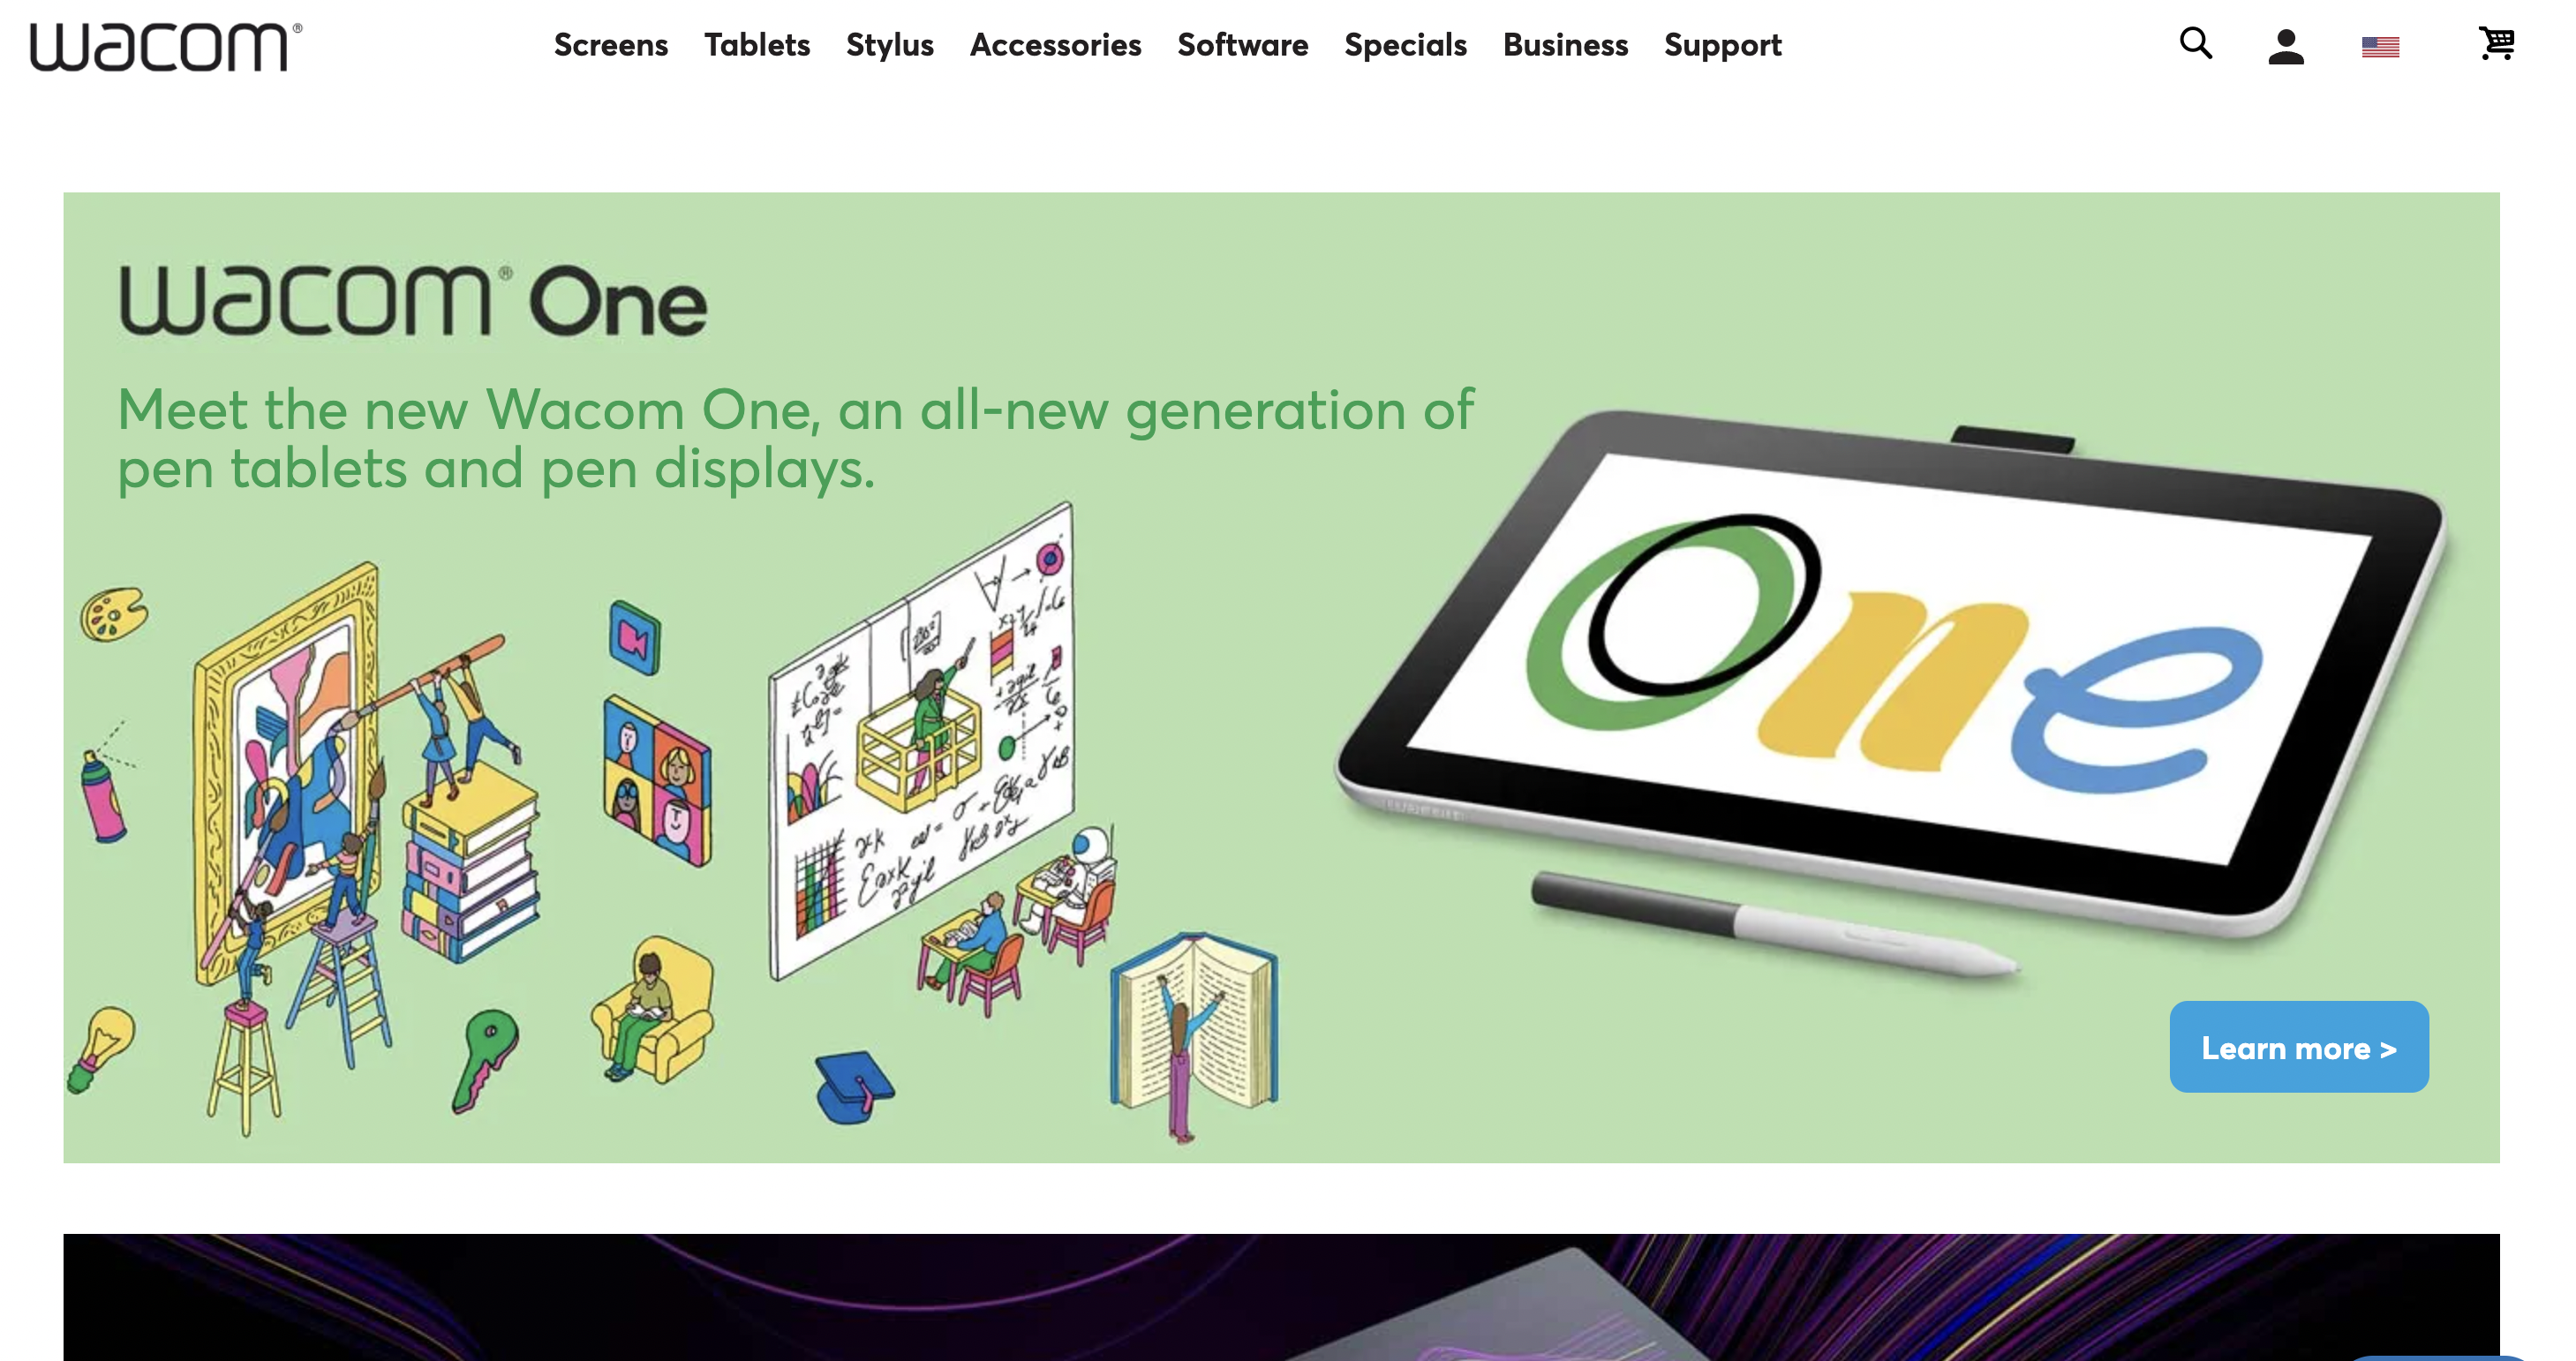 wacom®
Screens Tablets Stylus Accessories Software Specials Business Support
wacom® One
Meet the new Wacom One, an all-new generation of
pen tablets and pen displays.
One
Learn more >